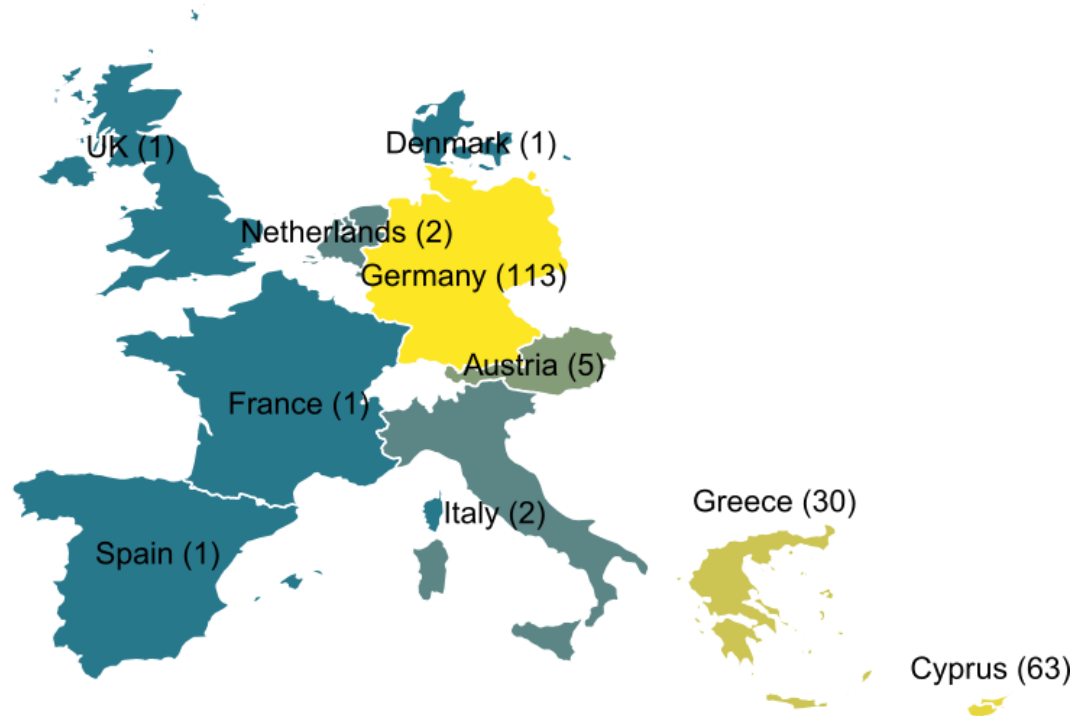 UK (1)
Denmark (1)
Netherlands (2)
Germany (113)
Austria (5)
France (1)
Greece (30)
Italy (2)
Spain (1)
Cyprus (63)